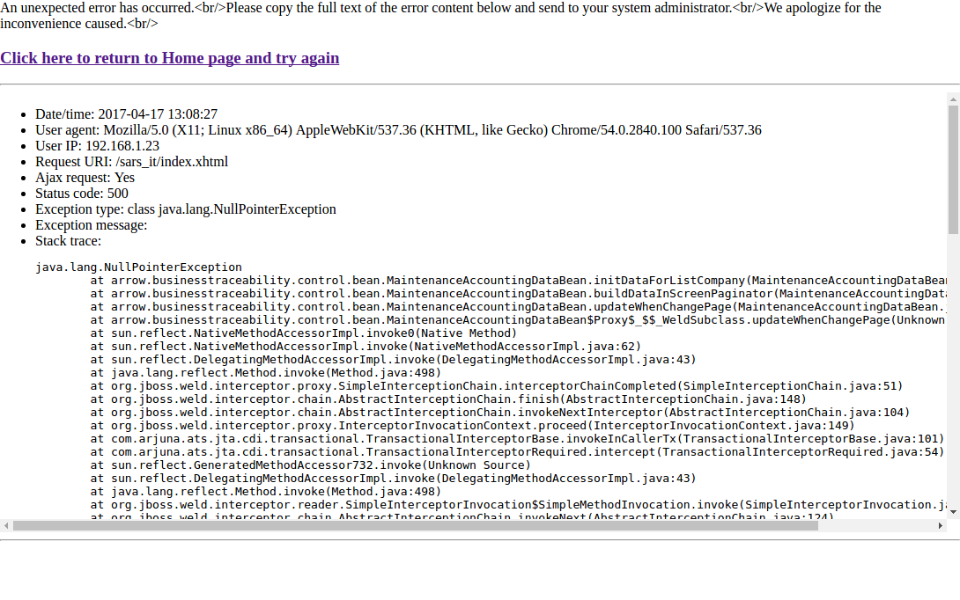 An unexpected error has occurred.<br/>Please copy the full text of the error content below and send to your system administrator.<br/>We apologize for the
inconvenience caused.<br/>
Click here to return to Home page and try again
Date/time: 2017-04-17 13:08:27
User agent: Mozilla/5.0 (X11; Linux x86_64) AppleWebKit/537.36 (KHTML, like Gecko) Chrome/54.0.2840.100 Safari/537.36
User IP: 192.168.1.23
Request URI: /sars_it/index.xhtml
Ajax request: Yes
Status code: 500
Exception type: class java.lang.NullPointerException
Exception message:
Stack trace:
java.lang.NullPointerException
at arrow.businesstraceability.control.bean.MaintenanceAccountingDataBean.initDataForListCompany(MaintenanceAccountingDataBean
at arrow.businesstraceability.control.bean.MaintenanceAccountingDataBean.buildDataInScreenPaginator(MaintenanceAccountingData
at arrow.businesstraceability.control.bean.MaintenanceAccountingDataBean.updateWhenChangePage(MaintenanceAccountingDataBean.
at arrow.businesstraceability.control.bean.MaintenanceAccountingDataBean$Proxy$_$$_WeldSubclass.updateWhenChangePage(Unknown
at sun.reflect.NativeMethodAccessorImpl.invoke0(Native Method)
at sun.reflect.NativeMethodAccessorImpl.invoke(NativeMethodAccessorImpl.java:62)
at sun.reflect.DelegatingMethodAccessorImpl.invoke(DelegatingMethodAccessorImpl.java:43)
at java.lang.reflect.Method.invoke(Method.java:498)
at org.jboss.weld.interceptor.proxy.SimpleInterceptionChain.interceptorChainCompleted(SimpleInterceptionChain.java:51)
at org.jboss.weld.interceptor.chain.AbstractInterceptionChain.finish(AbstractInterceptionChain.java:148)
at org.jboss.weld.interceptor.chain.AbstractInterceptionChain.invokeNextInterceptor(AbstractInterceptionChain.java:104)
at org.jboss.weld.interceptor.proxy.InterceptorInvocationContext.proceed(InterceptorInvocationContext.java:149)
at com.arjuna.ats.jta.cdi.transactional.TransactionalInterceptorBase.invokeInCallerTx(TransactionalInterceptorBase.java:101)
at com.arjuna.ats.jta.cdi.transactional.TransactionalInterceptorRequired.intercept(TransactionalInterceptorRequired.java:54)
at sun.reflect.GeneratedMethodAccessor732.invoke(Unknown Source)
at sun.reflect.DelegatingMethodAccessorImpl.invoke(DelegatingMethodAccessorImpl.java:43)
at java.lang.reflect.Method.invoke(Method.java:498)
at org.jboss.weld.interceptor.reader.SimpleInterceptorInvocation$SimpleMethodInvocation.invoke(SimpleInterceptorInvocation.ja
at org.jboss.weld.interceptor.chain.AbstractInterceptionChain.invokeNext(AbstractInterceptionChain.java:124)